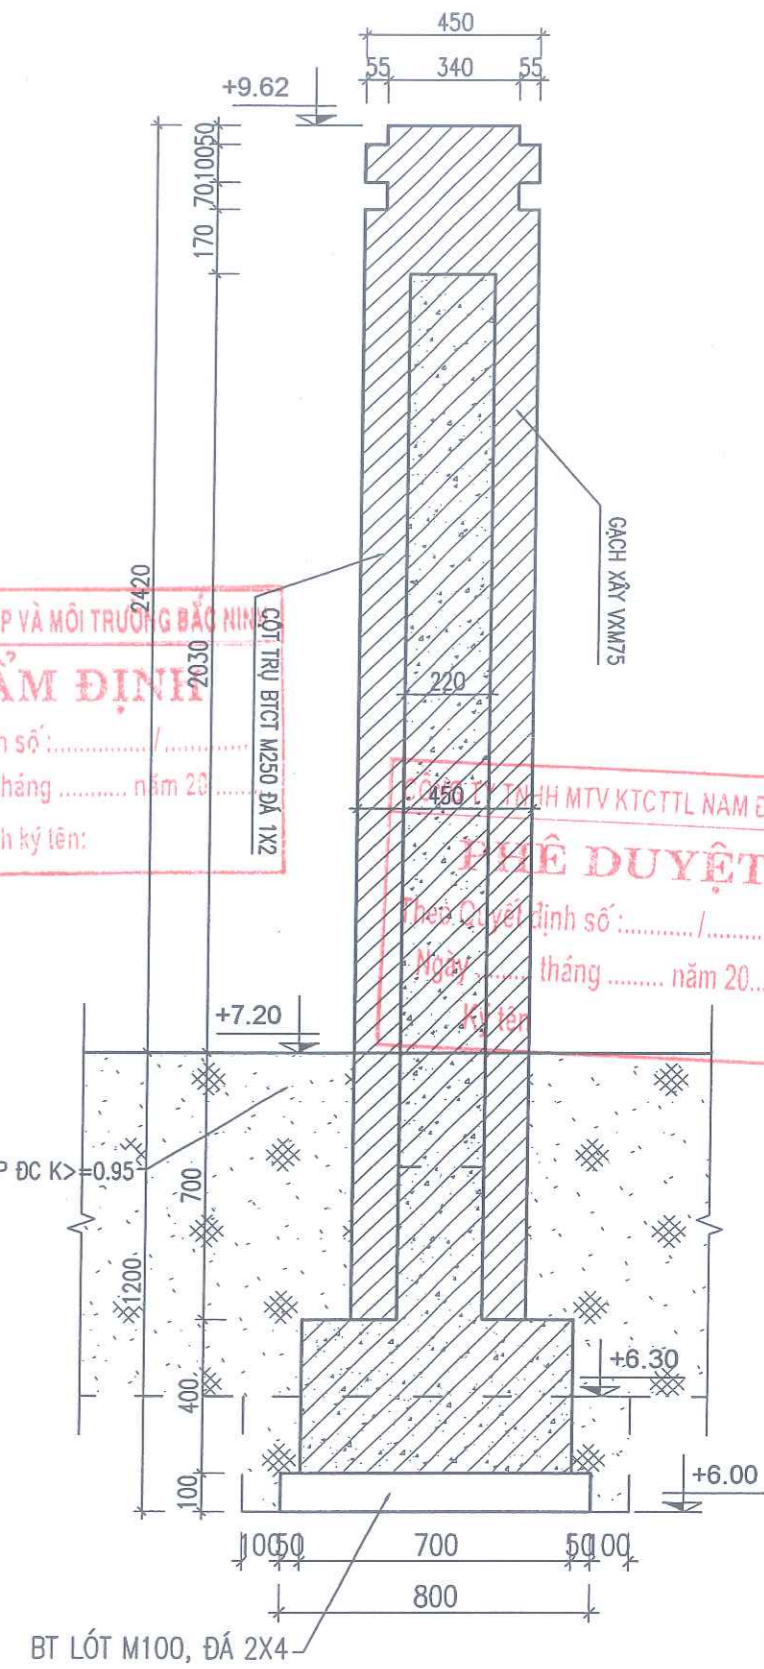 450
55 340 55
+9.62
50
100
70
170
2420
2030
GẠCH XÂY VXM75
CỘT TRỤ BTCT M250 ĐÁ 1X2
220
450
P VÀ MÔI TRƯỜNG BẮC NINH
ẨM ĐỊNH
h số:............../..............
háng ........... năm 20........
h ký tên:
CÔNG TY TNHH MTV KTCTTL NAM
PHÊ DUYỆT
Theo Quyết định số :.........../.........
Ngày ........ tháng ......... năm 20...
Ký tên
+7.20
P ĐC K>=0.95
700
1200
+6.30
400
100
+6.00
100 50 700 50 100
800
BT LÓT M100, ĐÁ 2X4